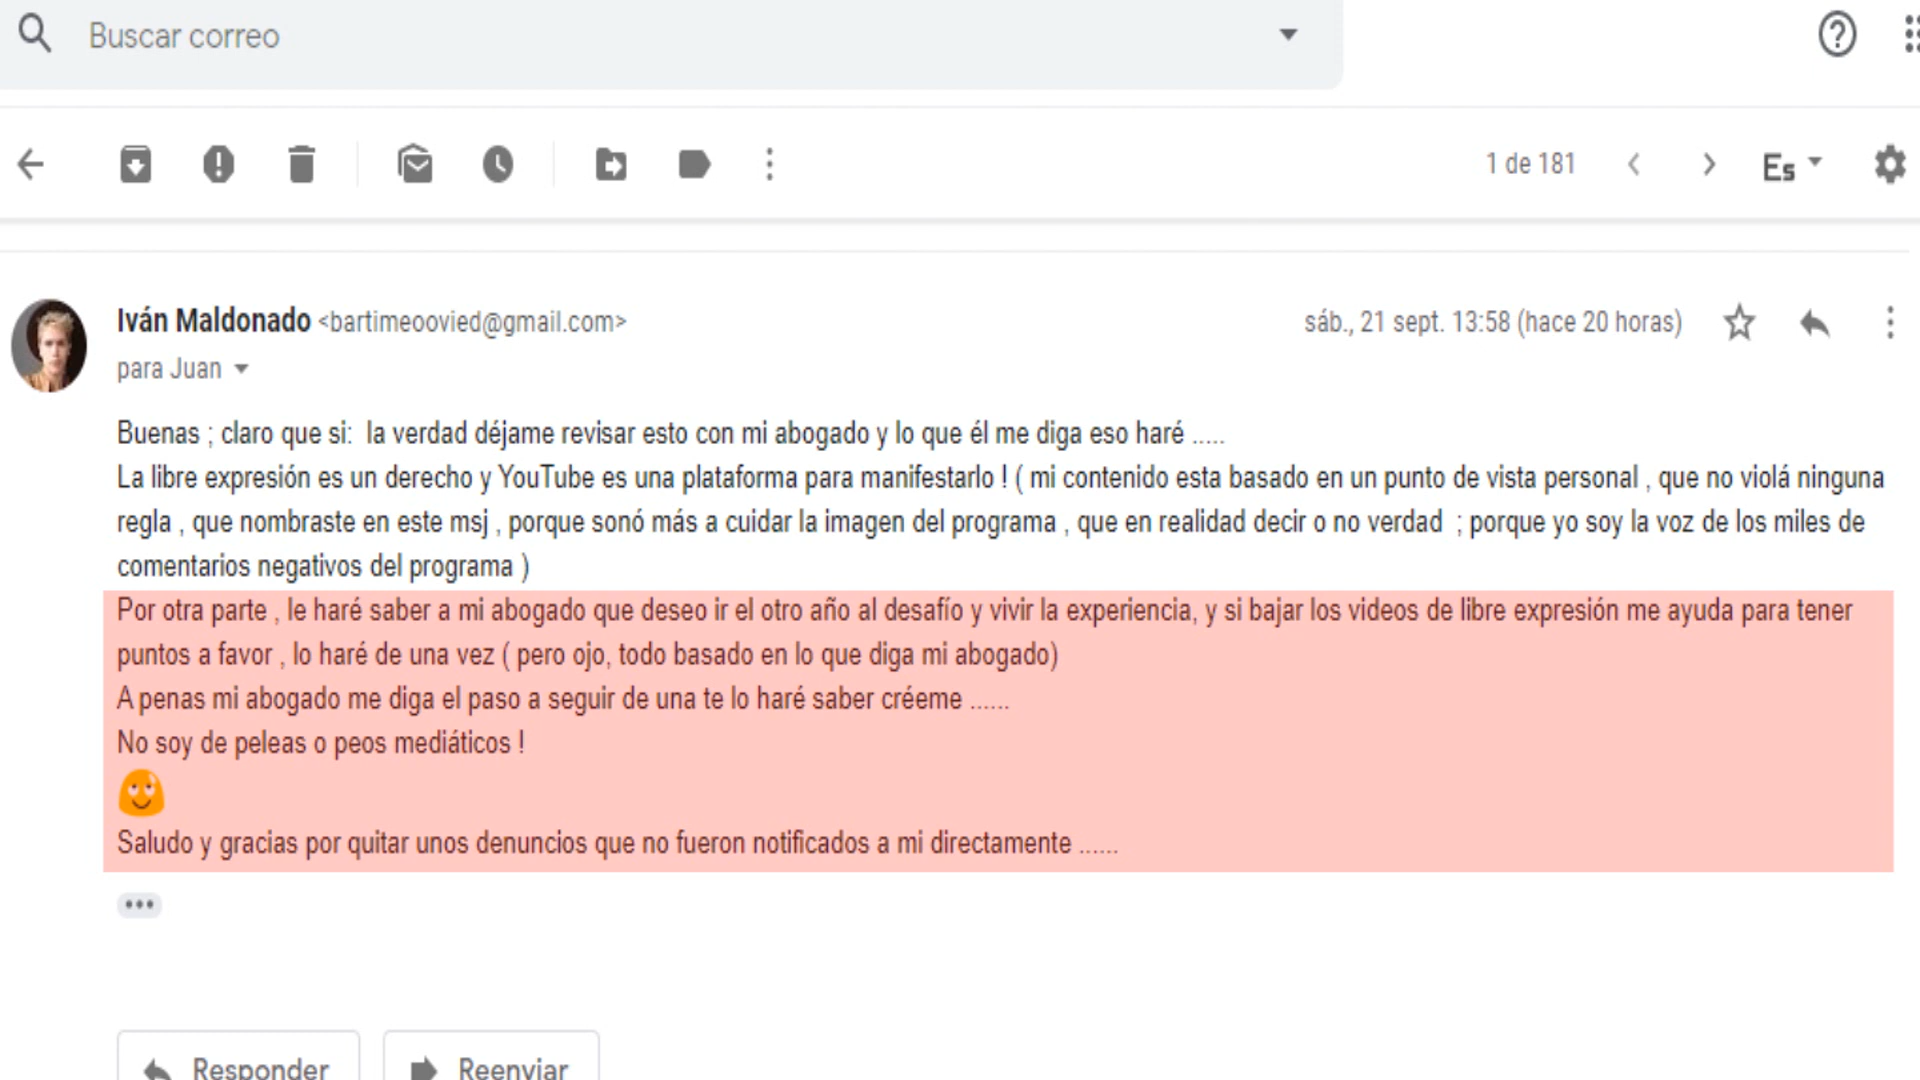 Buscar correo
1 de 181
Es
Iván Maldonado <bartimeoovied@gmail.com>
sáb., 21 sept. 13:58 (hace 20 horas)
para Juan
Buenas ; claro que si:  la verdad déjame revisar esto con mi abogado y lo que él me diga eso haré .....
La libre expresión es un derecho y YouTube es una plataforma para manifestarlo ! ( mi contenido esta basado en un punto de vista personal , que no violá ninguna
regla , que nombraste en este msj , porque sonó más a cuidar la imagen del programa , que en realidad decir o no verdad  ; porque yo soy la voz de los miles de
comentarios negativos del programa )
Por otra parte , le haré saber a mi abogado que deseo ir el otro año al desafío y vivir la experiencia, y si bajar los videos de libre expresión me ayuda para tener
puntos a favor , lo haré de una vez ( pero ojo, todo basado en lo que diga mi abogado)
A penas mi abogado me diga el paso a seguir de una te lo haré saber créeme ......
No soy de peleas o peos mediáticos !
Saludo y gracias por quitar unos denuncios que no fueron notificados a mi directamente ......
Responder
Reenviar